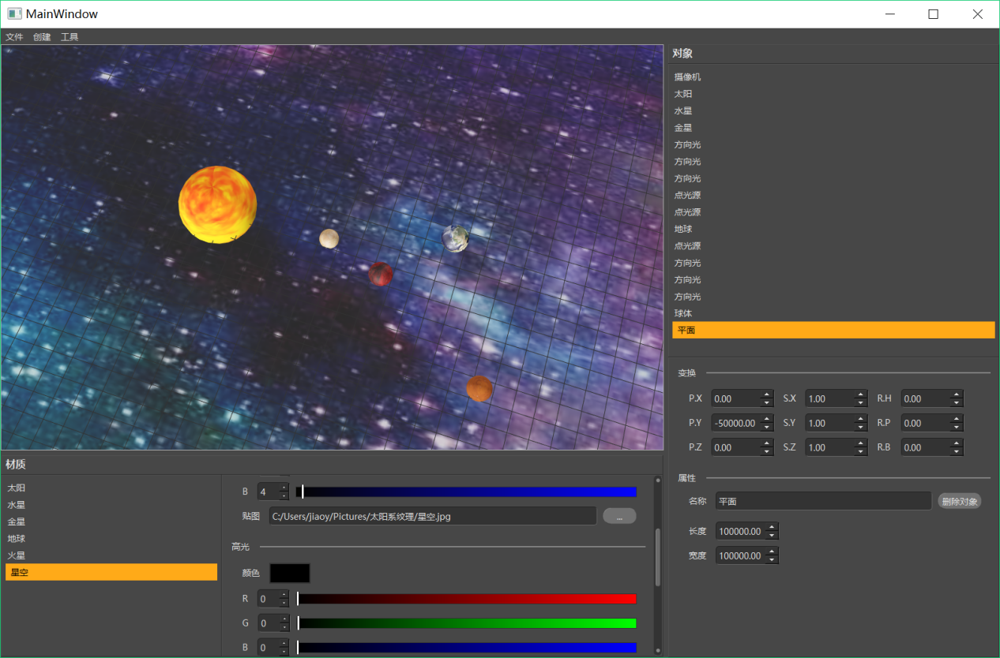 MainWindow
文件 创建 工具
对象
摄像机
太阳
水星
金星
方向光
方向光
方向光
点光源
点光源
地球
点光源
方向光
方向光
方向光
球体
平面
变换
P.X 0.00 S.X 1.00 R.H 0.00
P.Y -50000.00 S.Y 1.00 R.P 0.00
P.Z 0.00 S.Z 1.00 R.B 0.00
属性
名称 平面 删除对象
长度 100000.00
宽度 100000.00
材质
太阳
水星
金星
地球
火星
星空
B 4
贴图 C:/Users/jiaoy/Pictures/太阳系纹理/星空.jpg ...
高光
颜色
R 0
G 0
B 0